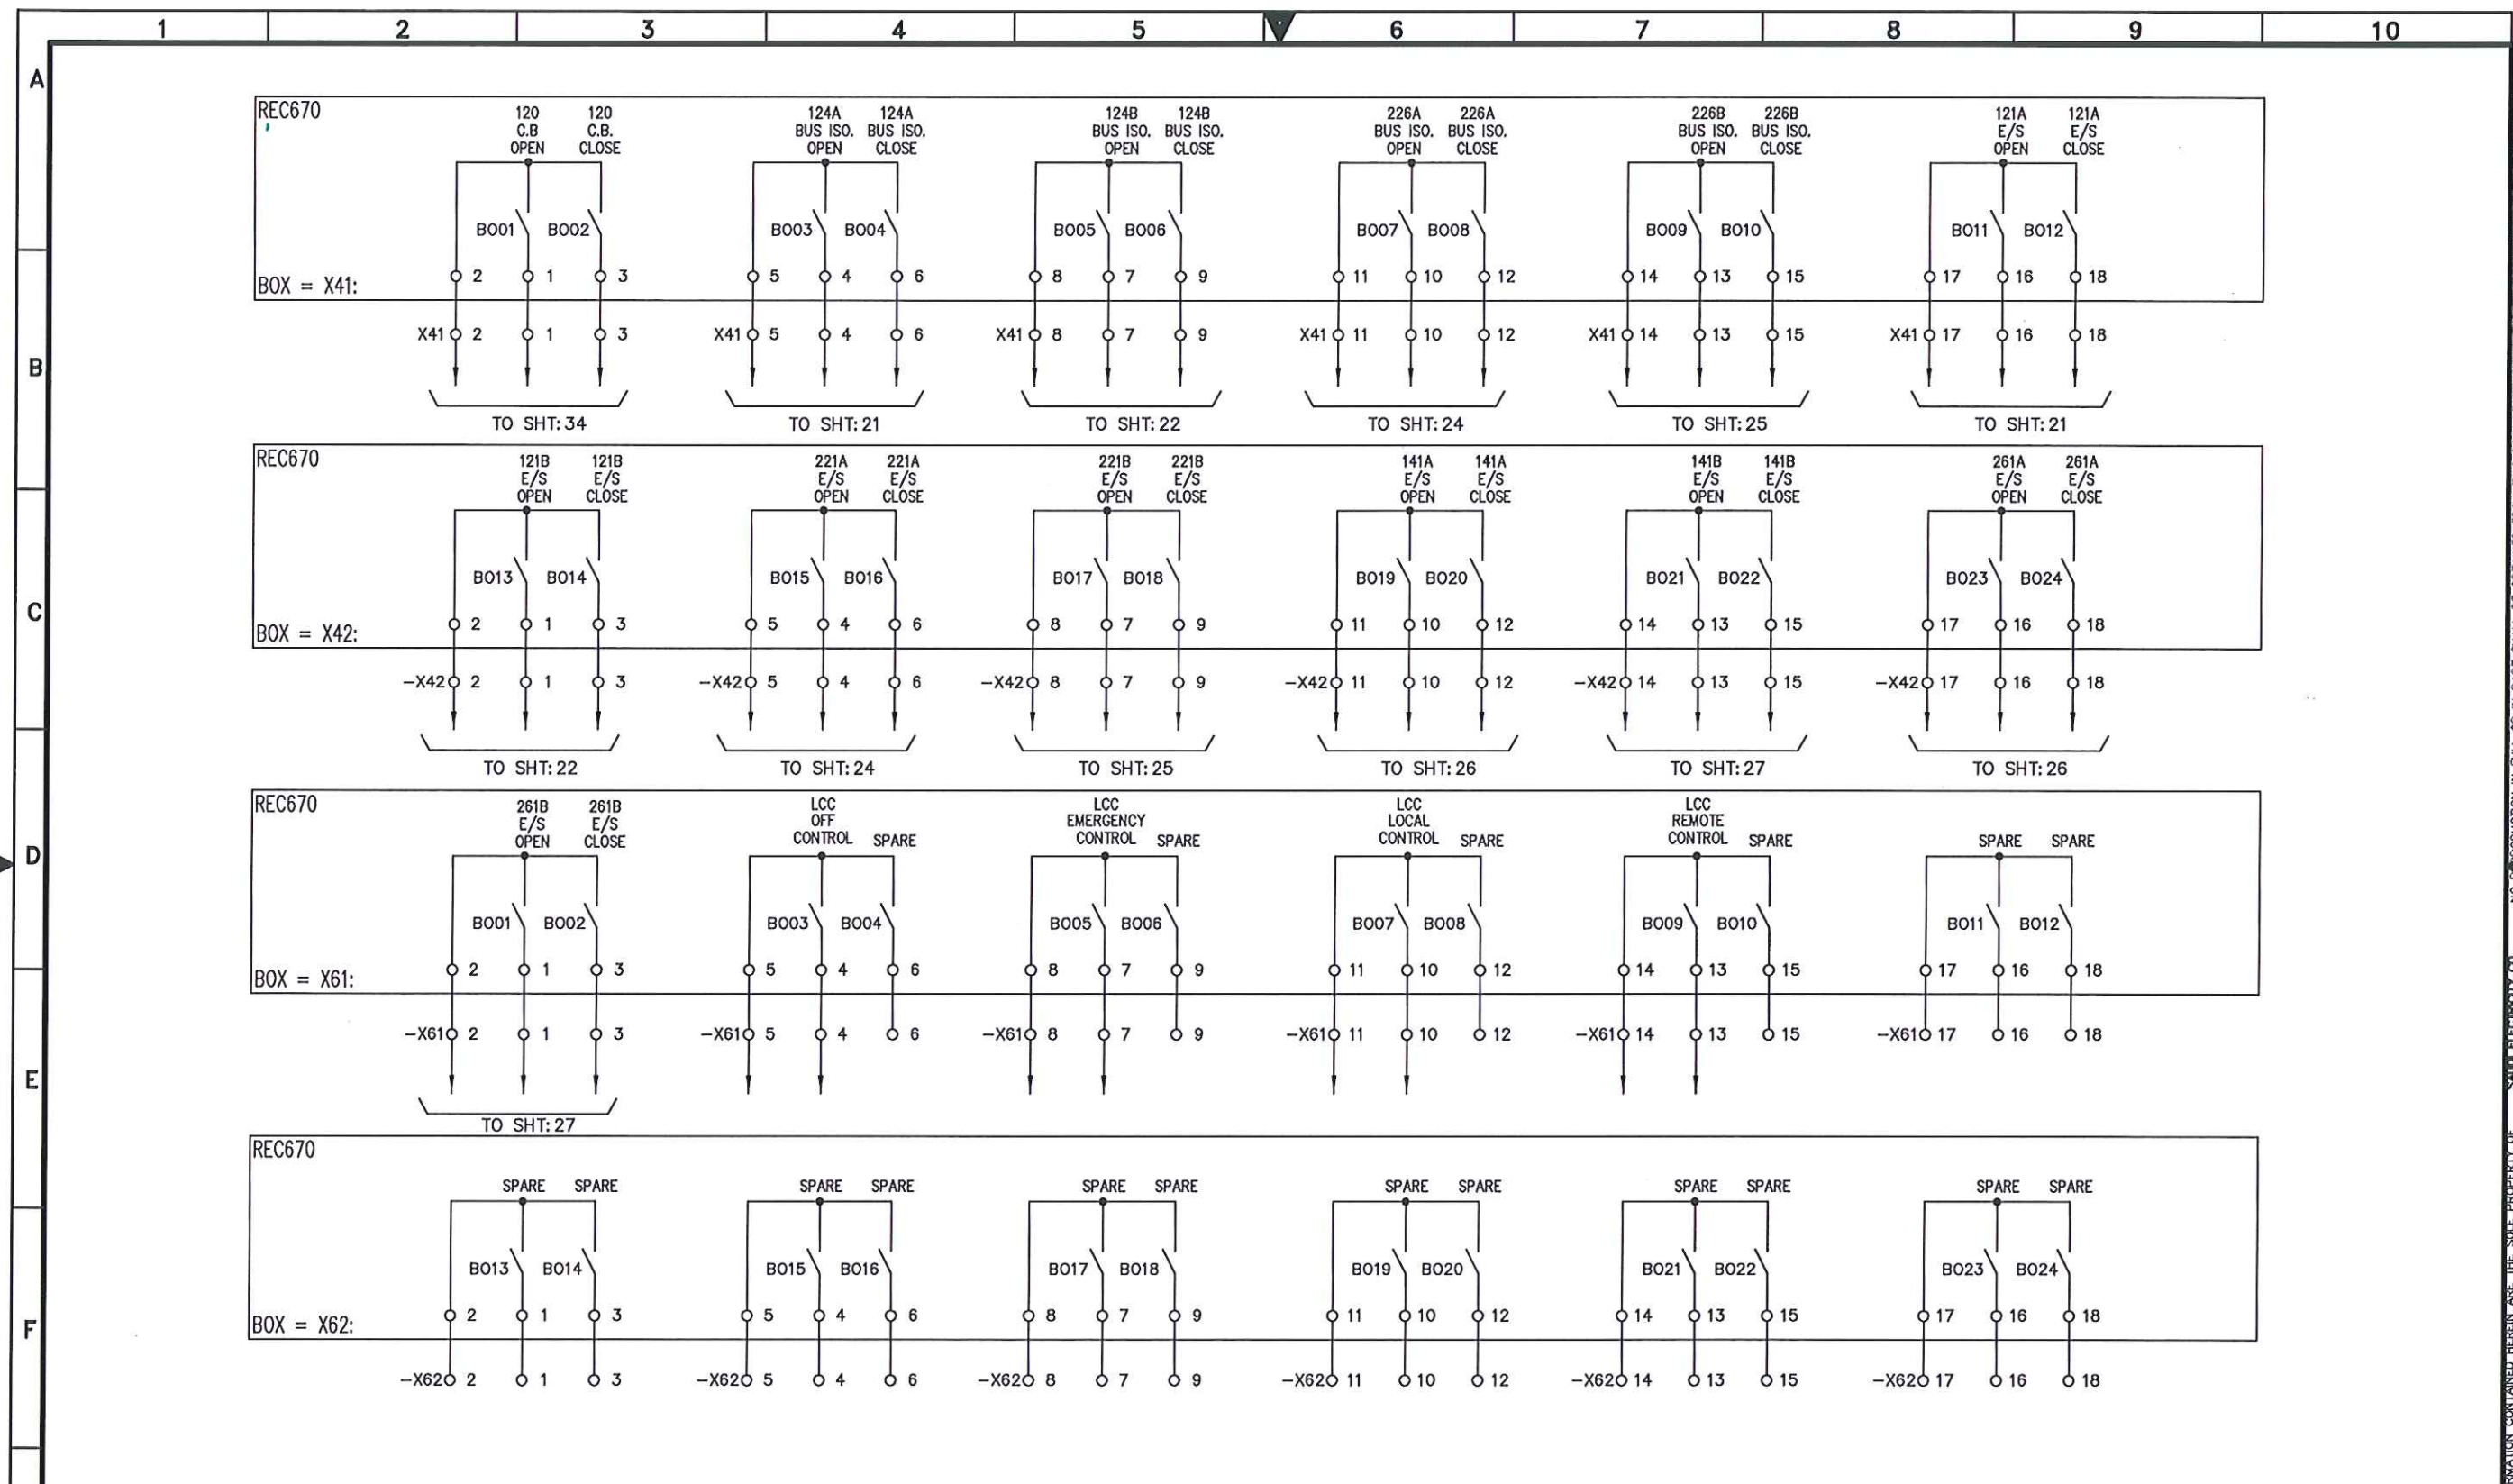 1 2 3 4 5 6 7 8 9 10
A
REC670
120 120 124A 124A 124B 124B 226A 226A 226B 226B 121A 121A
C.B C.B. BUS ISO. BUS ISO. BUS ISO. BUS ISO. BUS ISO. BUS ISO. BUS ISO. BUS ISO. E/S E/S
OPEN CLOSE OPEN CLOSE OPEN CLOSE OPEN CLOSE OPEN CLOSE OPEN CLOSE
BO01 BO02 BO03 BO04 BO05 BO06 BO07 BO08 BO09 BO10 BO11 BO12
BOX = X41: 2 1 3 5 4 6 8 7 9 11 10 12 14 13 15 17 16 18
X41 2 1 3 X41 5 4 6 X41 8 7 9 X41 11 10 12 X41 14 13 15 X41 17 16 18
B
TO SHT:34 TO SHT:21 TO SHT:22 TO SHT:24 TO SHT:25 TO SHT:21
REC670
121B 121B 221A 221A 221B 221B 141A 141A 141B 141B 261A 261A
E/S E/S E/S E/S E/S E/S E/S E/S E/S E/S E/S E/S
OPEN CLOSE OPEN CLOSE OPEN CLOSE OPEN CLOSE OPEN CLOSE OPEN CLOSE
BO13 BO14 BO15 BO16 BO17 BO18 BO19 BO20 BO21 BO22 BO23 BO24
C
BOX = X42: 2 1 3 5 4 6 8 7 9 11 10 12 14 13 15 17 16 18
-X42 2 1 3 -X42 5 4 6 -X42 8 7 9 -X42 11 10 12 -X42 14 13 15 -X42 17 16 18
TO SHT:22 TO SHT:24 TO SHT:25 TO SHT:26 TO SHT:27 TO SHT:26
REC670
261B 261B LCC LCC LCC LCC
E/S E/S OFF EMERGENCY LOCAL REMOTE
OPEN CLOSE CONTROL SPARE CONTROL SPARE CONTROL SPARE CONTROL SPARE SPARE SPARE
D
BO01 BO02 BO03 BO04 BO05 BO06 BO07 BO08 BO09 BO10 BO11 BO12
BOX = X61: 2 1 3 5 4 6 8 7 9 11 10 12 14 13 15 17 16 18
-X61 2 1 3 -X61 5 4 6 -X61 8 7 9 -X61 11 10 12 -X61 14 13 15 -X61 17 16 18
E
TO SHT:27
REC670
SPARE SPARE SPARE SPARE SPARE SPARE SPARE SPARE SPARE SPARE SPARE SPARE
BO13 BO14 BO15 BO16 BO17 BO18 BO19 BO20 BO21 BO22 BO23 BO24
F
BOX = X62: 2 1 3 5 4 6 8 7 9 11 10 12 14 13 15 17 16 18
-X62 2 1 3 -X62 5 4 6 -X62 8 7 9 -X62 11 10 12 -X62 14 13 15 -X62 17 16 18
CONTAINED HEREIN ARE THE SOLE PROPERTY OF